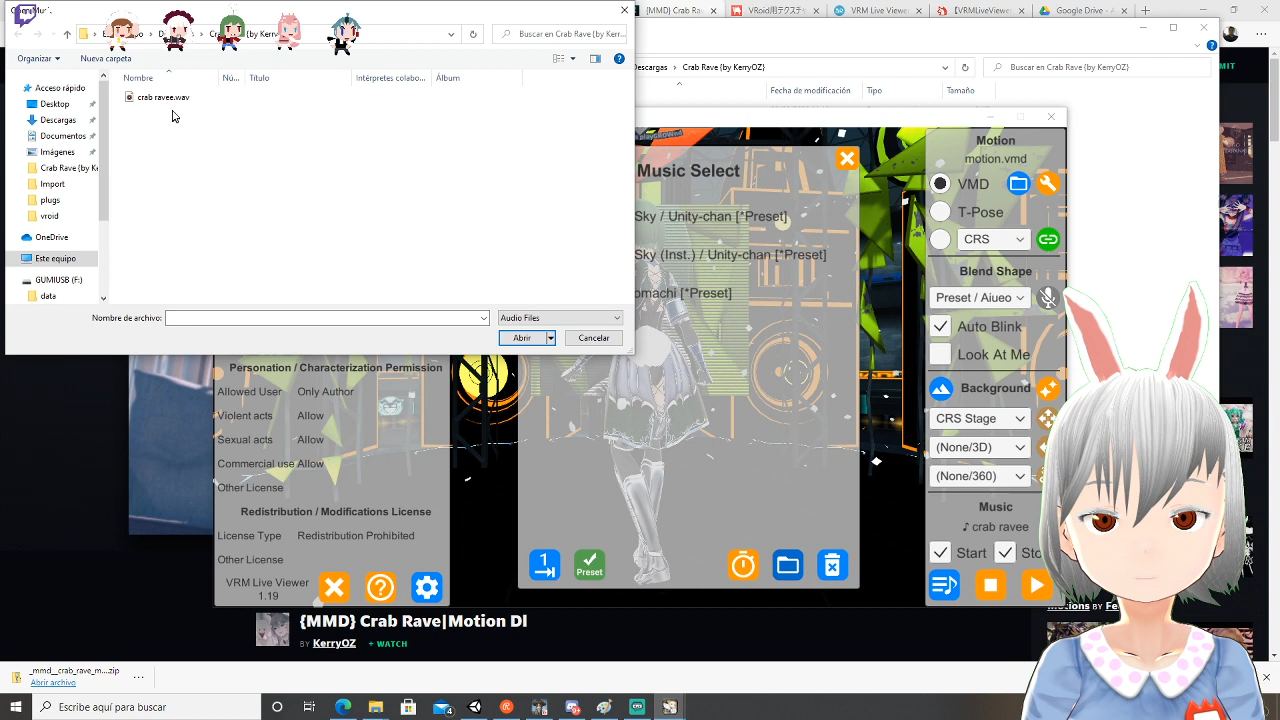 [MMD] Crab Rav
VRoid用テクスチ
VRM Live Viewer
Google Drive -
by Kerry
Buscar en Crab Rave {by Kerr...
Organizar
Nueva carpeta
Descargas > Crab Rave {by KerryOZ}
Buscar en Crab Rave {by KerryOZ}
Nombre
Nú...
Título
Intérpretes colabo...
Álbum
Fecha de modificación
Tipo
Tamaño
Acceso rápido
Desktop
Descargas
Documentos
Imágenes
Crab Rave {by Ke
Import
plugs
void
OneDrive
Este equipo
GOTUUSB (F:)
data
crab ravee.wav
Nombre de archivo:
Audio Files
Abrir
Cancelar
Music Select
Sky / Unity-chan [*Preset]
Sky (Inst.) / Unity-chan [*Preset]
omachi [*Preset]
1
Preset
Motion
motion.vmd
VMD
T-Pose
CRS
Blend Shape
Preset / Aiueo
Auto Blink
Look At Me
Background
CRS Stage
(None/3D)
(None/360)
Music
♪ crab ravee
Start
Personation / Characterization Permission
Allowed User Only Author
Violent acts Allow
Sexual acts Allow
Commercial use Allow
Other License
Redistribution / Modifications License
License Type Redistribution Prohibited
Other License
VRM Live Viewer
1.19
{MMD} Crab Rave|Motion Dl
BY KerryOZ + WATCH
_mmd_crab_rave_m.zip
Abrir archivo
Escribe aquí para buscar